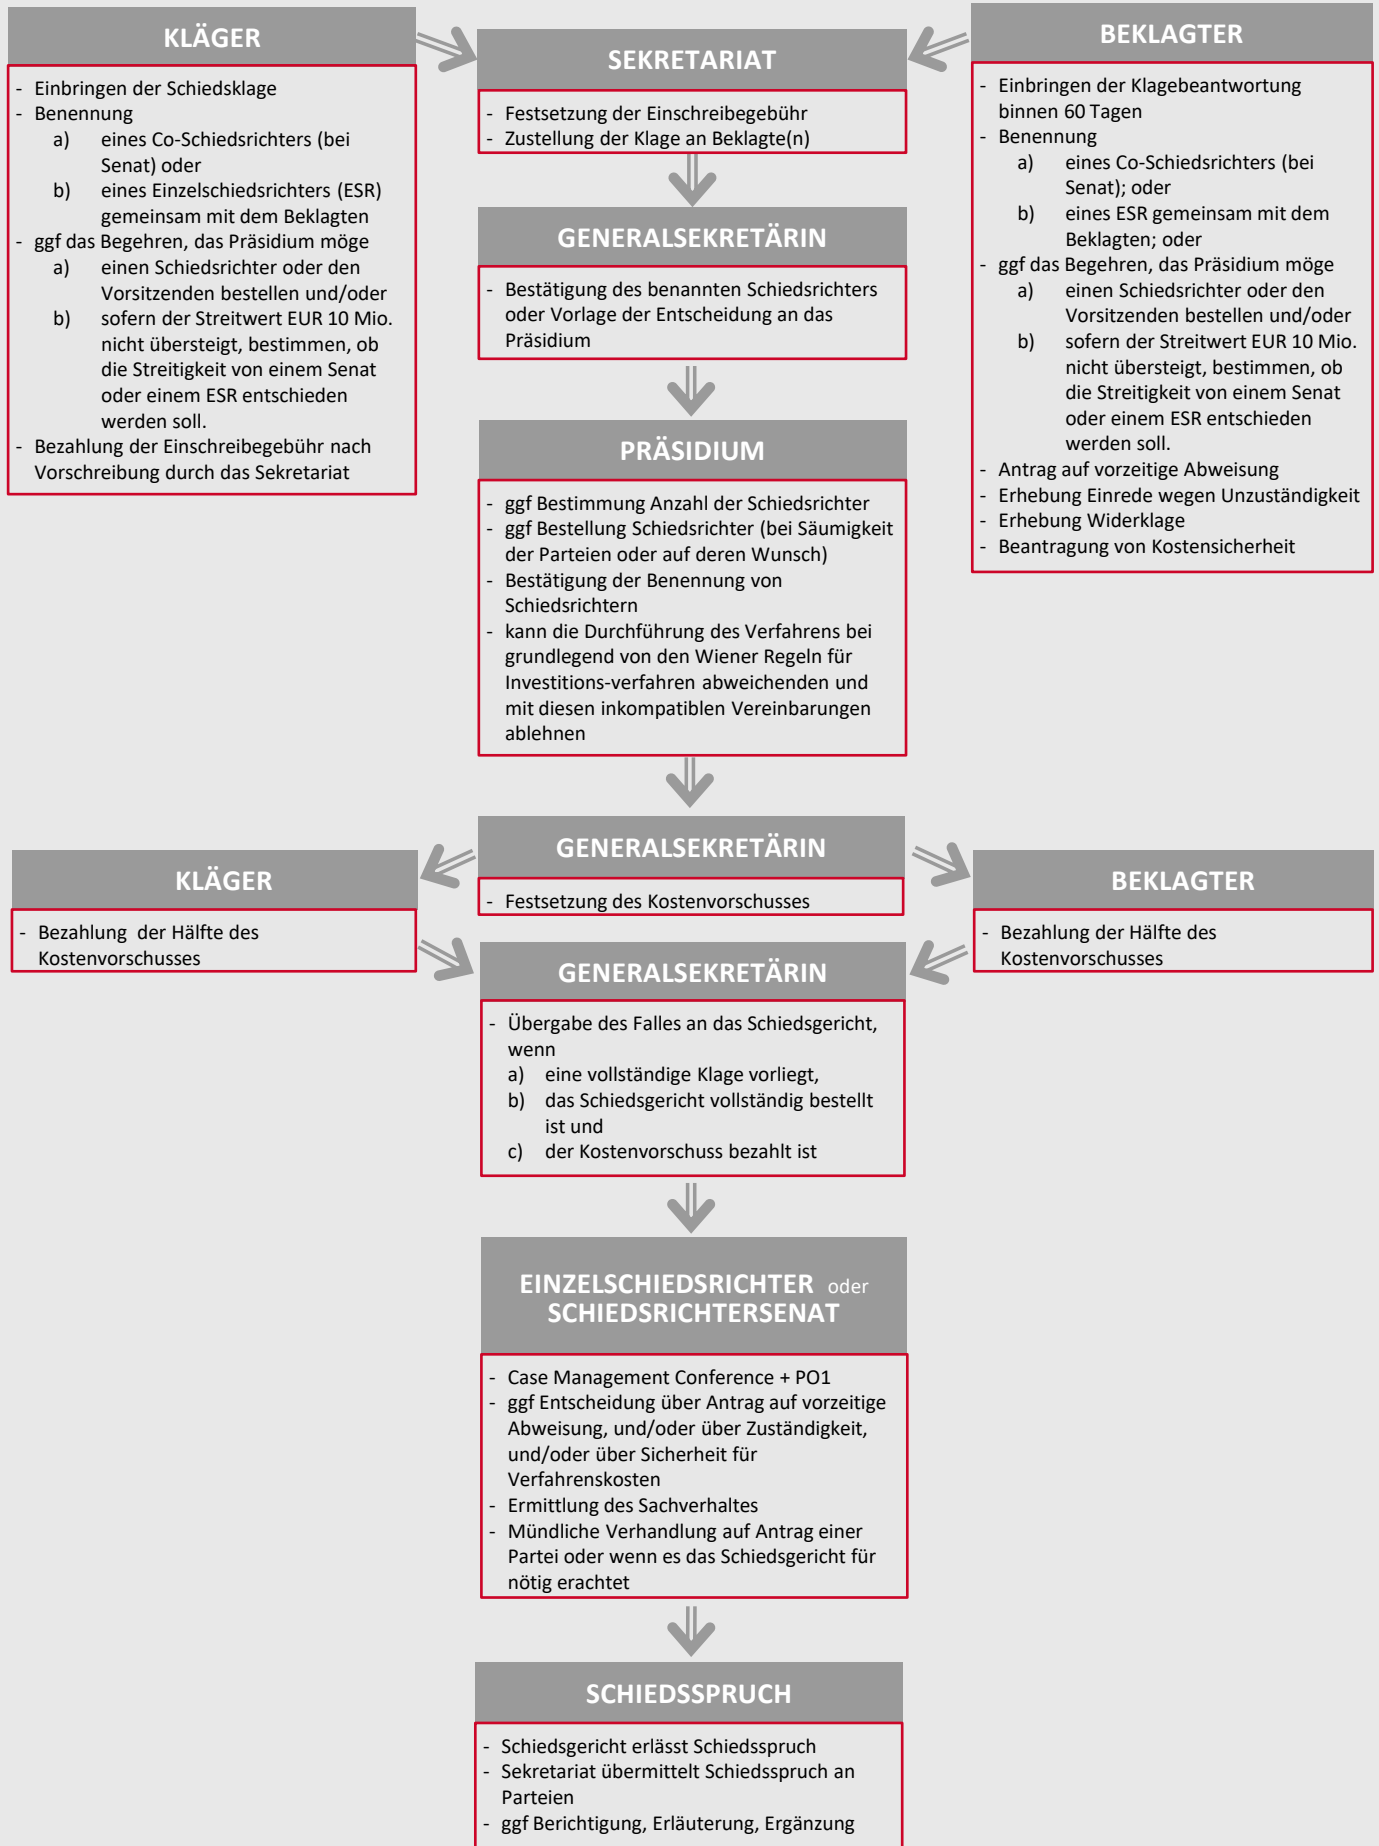 KLÄGER
- Einbringen der Schiedsklage
- Benennung
a) eines Co-Schiedsrichters (bei
Senat) oder
b) eines Einzelschiedsrichters (ESR)
gemeinsam mit dem Beklagten
- ggf das Begehren, das Präsidium möge
a) einen Schiedsrichter oder den
Vorsitzenden bestellen und/oder
b) sofern der Streitwert EUR 10 Mio.
nicht übersteigt, bestimmen, ob
die Streitigkeit von einem Senat
oder einem ESR entschieden
werden soll.
- Bezahlung der Einschreibegebühr nach
Vorschreibung durch das Sekretariat
SEKRETARIAT
- Festsetzung der Einschreibegebühr
- Zustellung der Klage an Beklagte(n)
BEKLAGTER
- Einbringen der Klagebeantwortung
binnen 60 Tagen
- Benennung
a) eines Co-Schiedsrichters (bei
Senat); oder
b) eines ESR gemeinsam mit dem
Beklagten; oder
- ggf das Begehren, das Präsidium möge
a) einen Schiedsrichter oder den
Vorsitzenden bestellen und/oder
b) sofern der Streitwert EUR 10 Mio.
nicht übersteigt, bestimmen, ob
die Streitigkeit von einem Senat
oder einem ESR entschieden
werden soll.
- Antrag auf vorzeitige Abweisung
- Erhebung Einrede wegen Unzuständigkeit
- Erhebung Widerklage
- Beantragung von Kostensicherheit
GENERALSEKRETÄRIN
- Bestätigung des benannten Schiedsrichters
oder Vorlage der Entscheidung an das
Präsidium
PRÄSIDIUM
- ggf Bestimmung Anzahl der Schiedsrichter
- ggf Bestellung Schiedsrichter (bei Säumigkeit
der Parteien oder auf deren Wunsch)
- Bestätigung der Benennung von
Schiedsrichtern
- kann die Durchführung des Verfahrens bei
grundlegend von den Wiener Regeln für
Investitions-verfahren abweichenden und
mit diesen inkompatiblen Vereinbarungen
ablehnen
GENERALSEKRETÄRIN
- Festsetzung des Kostenvorschusses
KLÄGER
- Bezahlung der Hälfte des
Kostenvorschusses
BEKLAGTER
- Bezahlung der Hälfte des
Kostenvorschusses
GENERALSEKRETÄRIN
- Übergabe des Falles an das Schiedsgericht,
wenn
a) eine vollständige Klage vorliegt,
b) das Schiedsgericht vollständig bestellt
ist und
c) der Kostenvorschuss bezahlt ist
EINZELSCHIEDSRICHTER oder
SCHIEDSRICHTERSENAT
- Case Management Conference + PO1
- ggf Entscheidung über Antrag auf vorzeitige
Abweisung, und/oder über Zuständigkeit,
und/oder über Sicherheit für
Verfahrenskosten
- Ermittlung des Sachverhaltes
- Mündliche Verhandlung auf Antrag einer
Partei oder wenn es das Schiedsgericht für
nötig erachtet
SCHIEDSSPRUCH
- Schiedsgericht erlässt Schiedsspruch
- Sekretariat übermittelt Schiedsspruch an
Parteien
- ggf Berichtigung, Erläuterung, Ergänzung